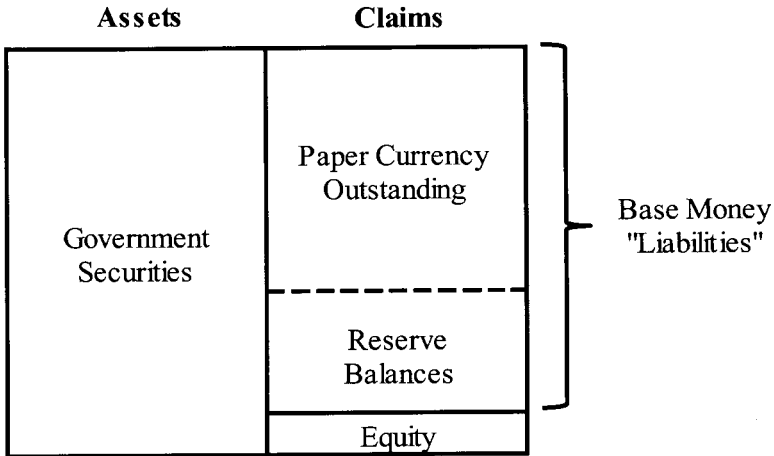 Assets Claims
Paper Currency
Outstanding
Government
Securities
Base Money
"Liabilities"
Reserve
Balances
Equity